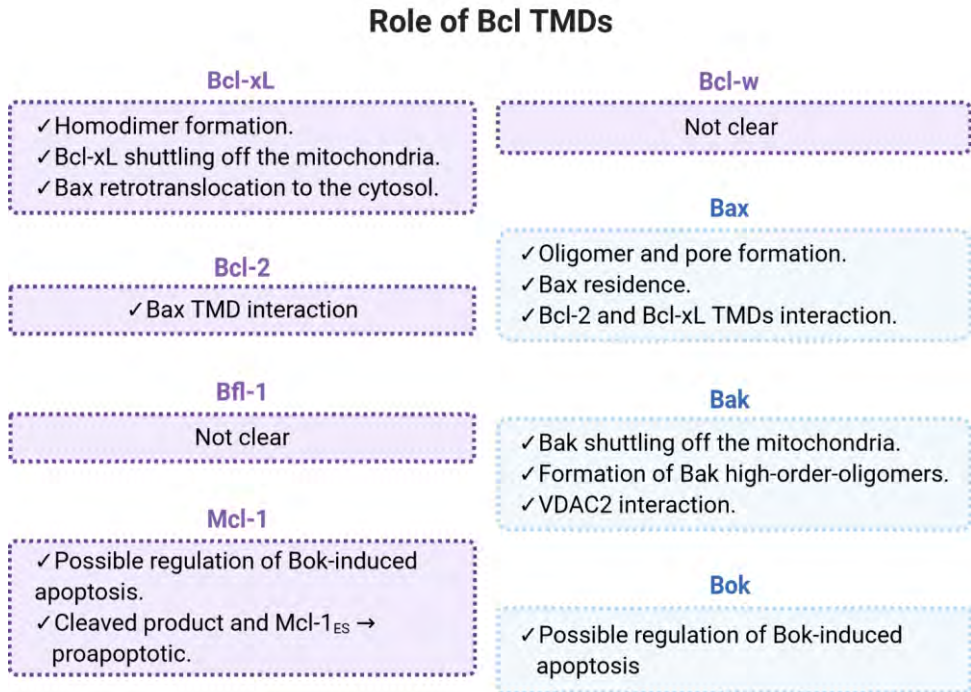 Role of Bcl TMDs
Bcl-xL
✓Homodimer formation.
✓Bcl-xL shuttling off the mitochondria.
✓Bax retrotranslocation to the cytosol.
Bcl-2
✓Bax TMD interaction
Bfl-1
Not clear
Mcl-1
✓Possible regulation of Bok-induced
apoptosis.
✓Cleaved product and Mcl-1ES →
proapoptotic.
Bcl-w
Not clear
Bax
✓Oligomer and pore formation.
✓Bax residence.
✓Bcl-2 and Bcl-xL TMDs interaction.
Bak
✓Bak shuttling off the mitochondria.
✓Formation of Bak high-order-oligomers.
✓VDAC2 interaction.
Bok
✓Possible regulation of Bok-induced
apoptosis